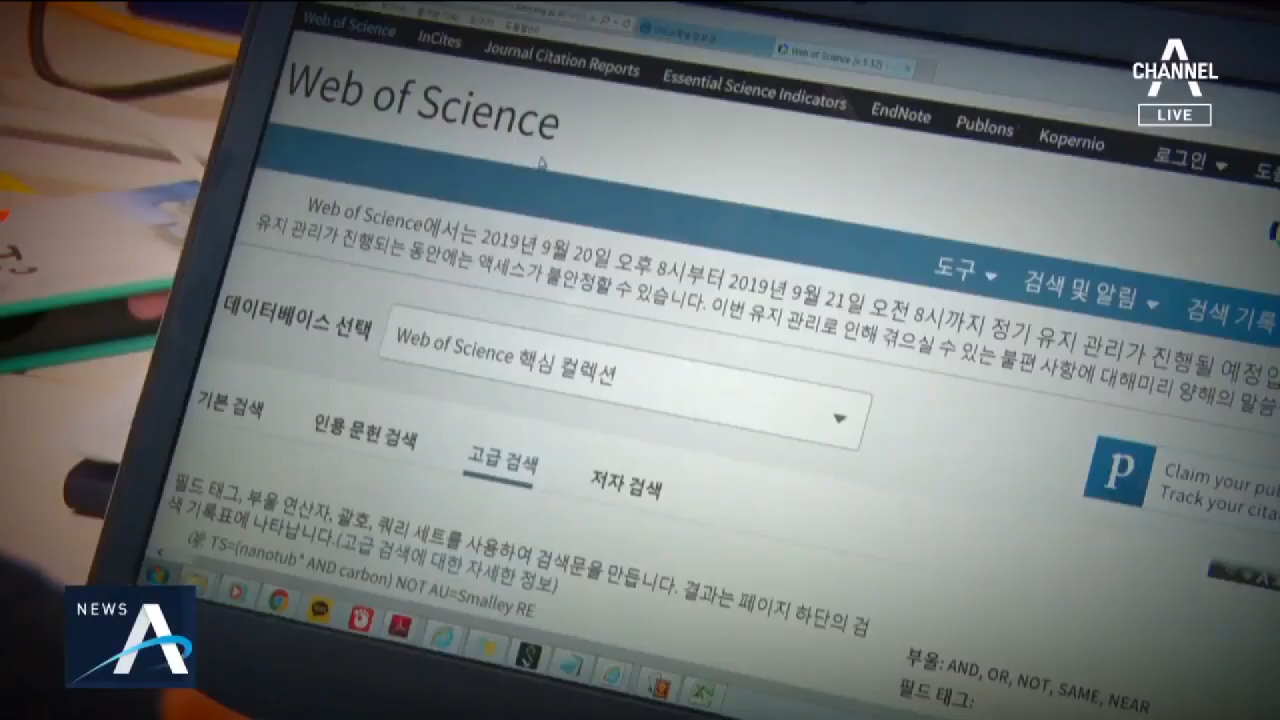 Web of Science InCites Journal Citation Reports Essential Science Indicators EndNote Publons Kopernio 로그인
CHANNEL
LIVE
Web of Science
Web of Science에서는 2019년 9월 20일 오후 8시부터 2019년 9월 21일 오전 8시까지 정기 유지 관리가 진행될 예정입
유지 관리가 진행되는 동안에는 액세스가 불안정할 수 있습니다. 이번 유지 관리로 인해 겪으실 수 있는 불편 사항에 대해미리 양해의 말씀
도구 검색 및 알림 검색 기록
데이터베이스 선택 Web of Science 핵심 컬렉션
기본 검색 인용 문헌 검색 고급 검색 저자 검색
Claim your
Track your
필드 태그, 부울 연산자, 괄호, 쿼리 세트를 사용하여 검색문을 만듭니다. 결과는 페이지 하단의 검
색 기록표에 나타납니다.(고급 검색에 대한 자세한 정보)
예: TS=(nanotub* AND carbon) NOT AU=Smalley RE
부울: AND, OR, NOT, SAME, NEAR
필드 태그:
NEWS A